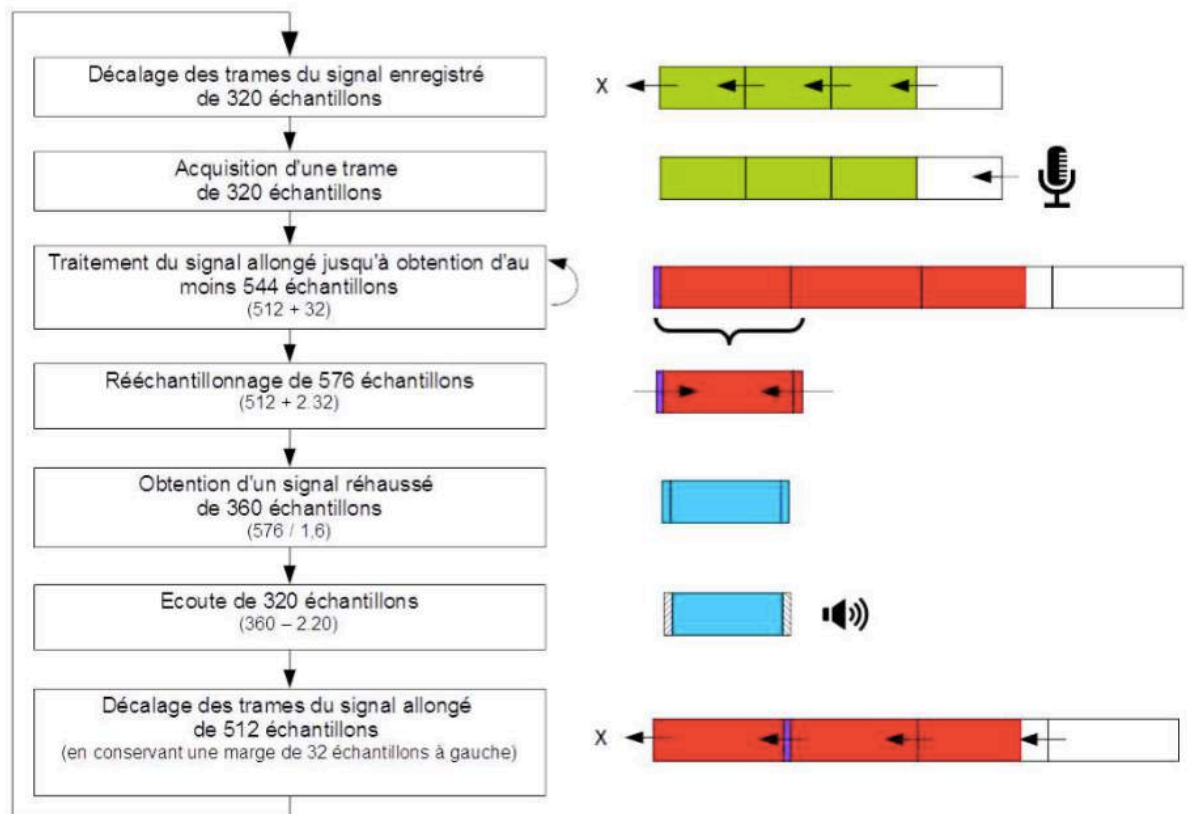 Décalage des trames du signal enregistré
de 320 échantillons
X
Acquisition d'une trame
de 320 échantillons
Traitement du signal allongé jusqu'à obtention d'au
moins 544 échantillons
(512 + 32)
Rééchantillonnage de 576 échantillons
(512 + 2.32)
Obtention d'un signal réhaussé
de 360 échantillons
(576 / 1,6)
Ecoute de 320 échantillons
(360 – 2.20)
Décalage des trames du signal allongé
de 512 échantillons
(en conservant une marge de 32 échantillons à gauche)
X